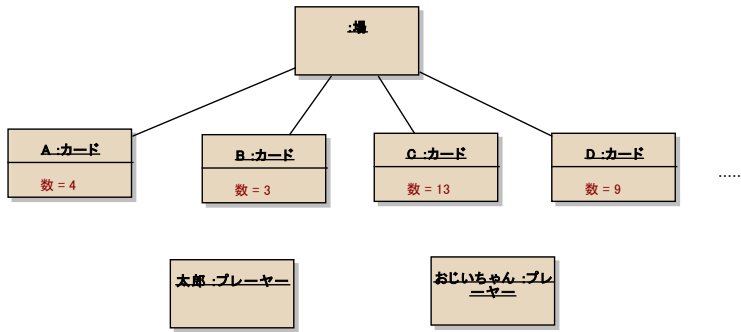 :場
A :カード
数 = 4
B :カード
数 = 3
C :カード
数 = 13
D :カード
数 = 9
.....
太郎 :プレーヤー
おじいちゃん :プレ
ーヤー